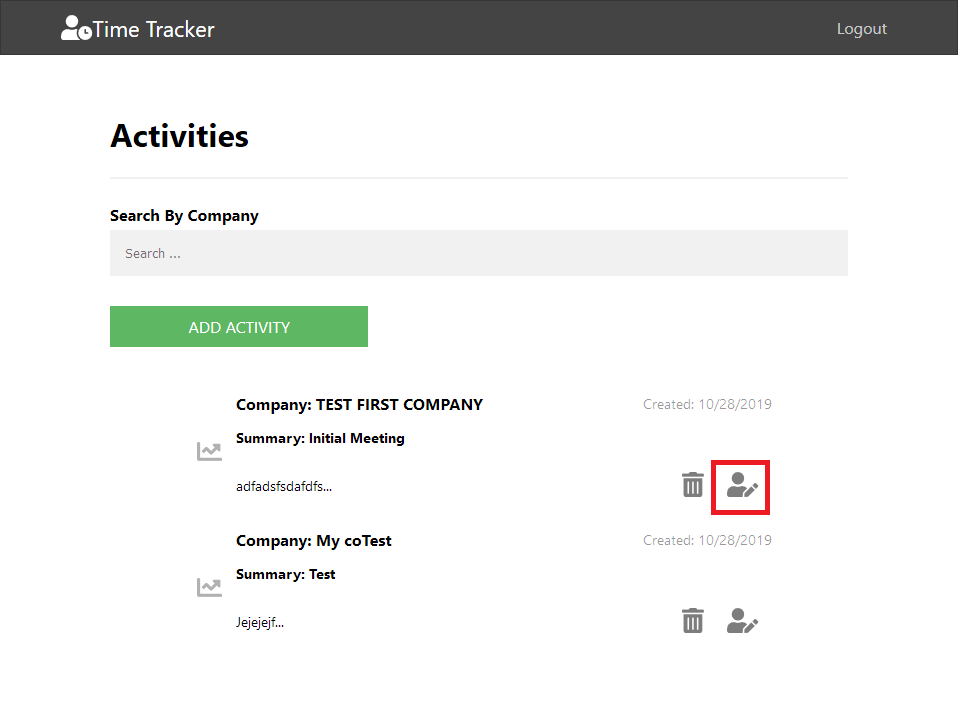 Time Tracker
Logout
Activities
Search By Company
Search ...
ADD ACTIVITY
Company: TEST FIRST COMPANY
Created: 10/28/2019
Summary: Initial Meeting
adfadsfsdafdfs...
Company: My coTest
Created: 10/28/2019
Summary: Test
Jejejejf...